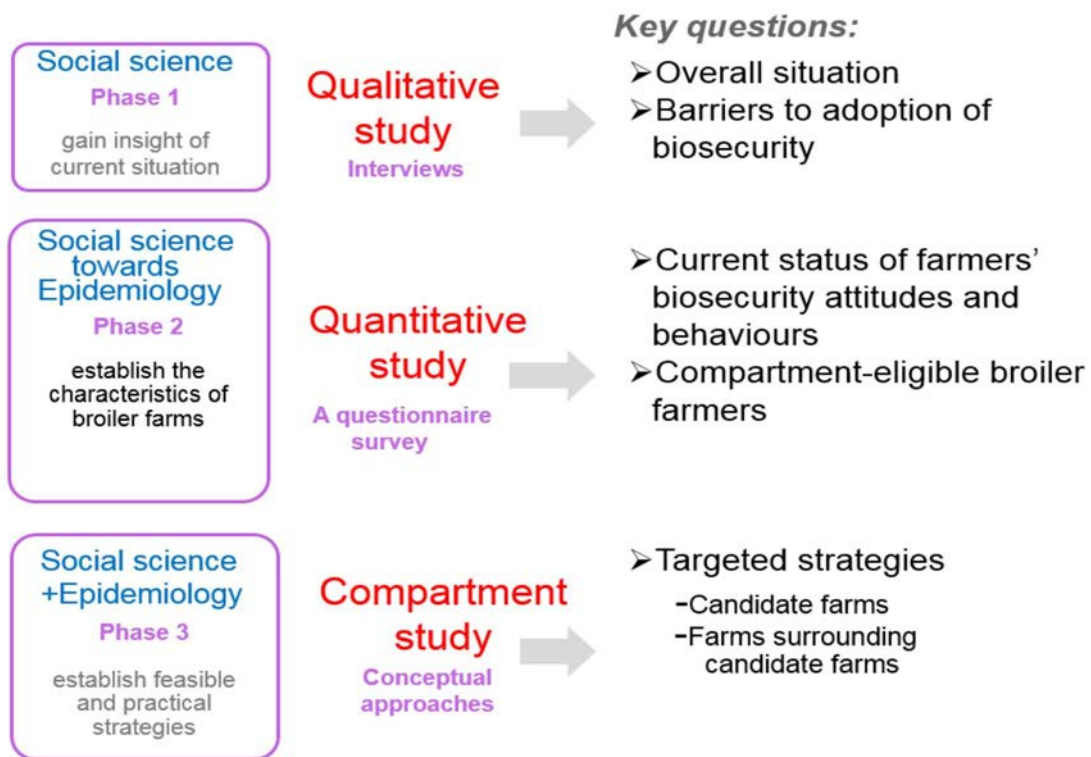 Key questions:
Social science
Phase 1
gain insight of
current situation
Qualitative
study
Interviews
➢Overall situation
➢Barriers to adoption of
biosecurity
Social science
towards
Epidemiology
Phase 2
establish the
characteristics of
broiler farms
Quantitative
study
A questionnaire
survey
➢Current status of farmers’
biosecurity attitudes and
behaviours
➢Compartment-eligible broiler
farmers
Social science
+Epidemiology
Phase 3
establish feasible
and practical
strategies
Compartment
study
Conceptual
approaches
➢Targeted strategies
-Candidate farms
-Farms surrounding
candidate farms